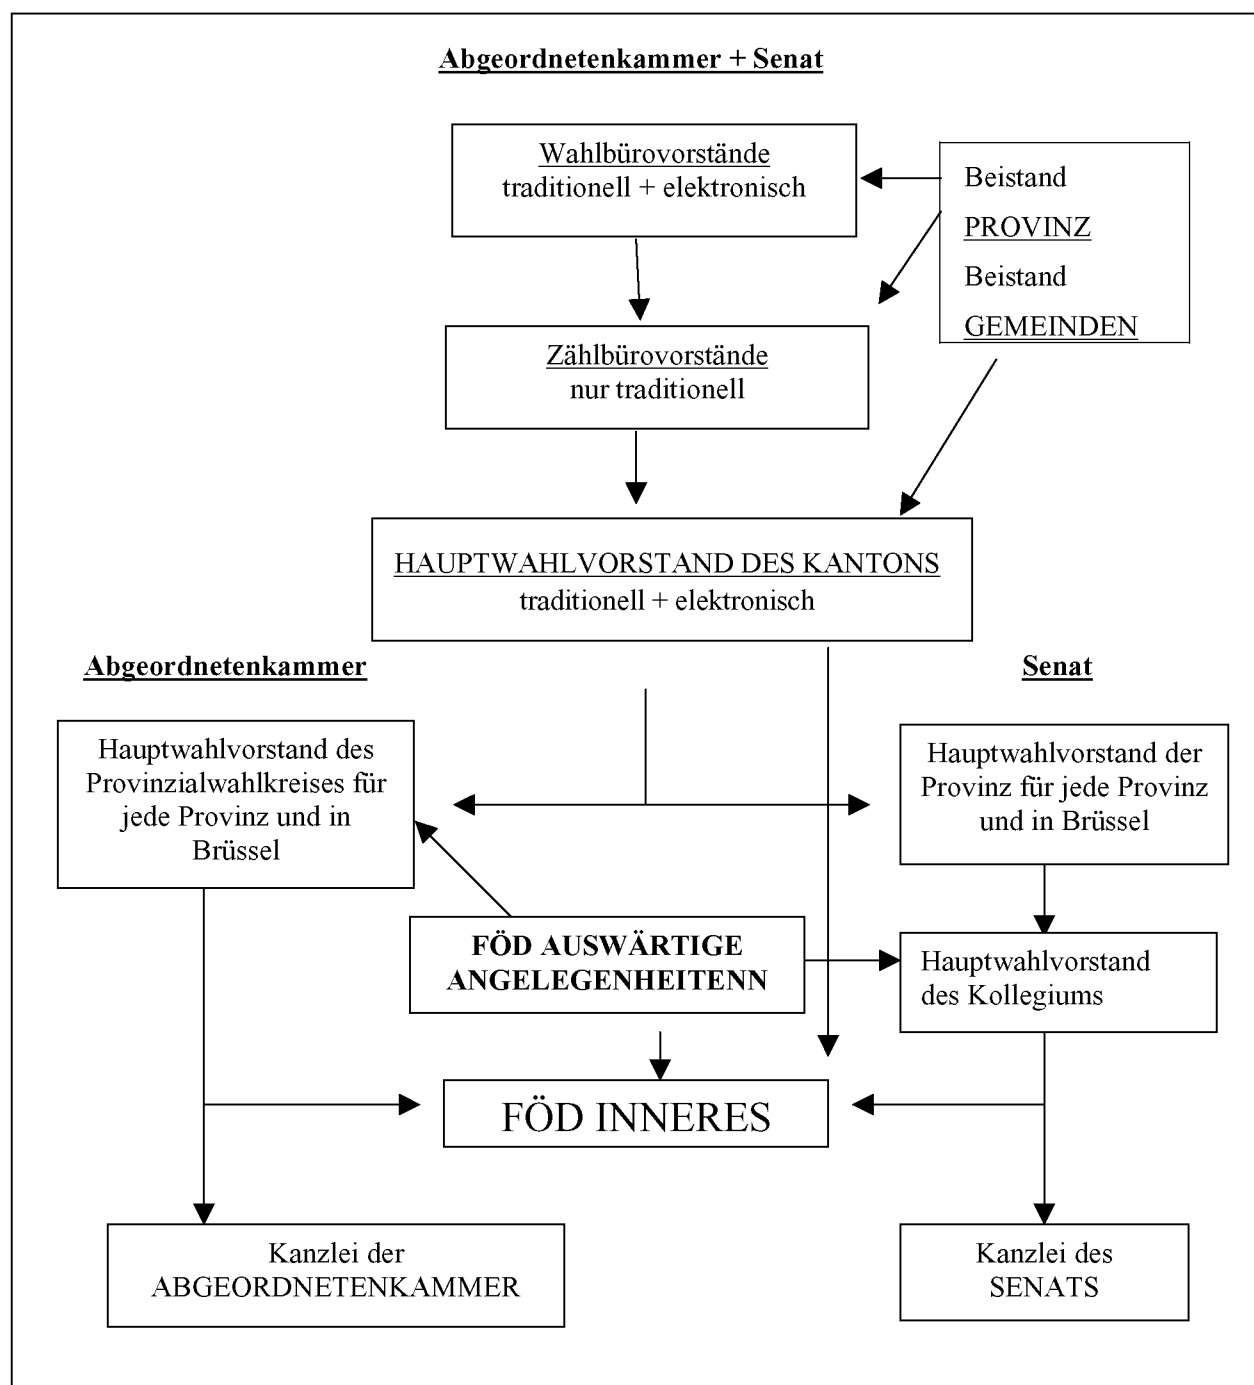 Abgeordnetenkammer + Senat
Wahlbürovorstände
traditionell + elektronisch
Beistand
PROVINZ
Beistand
GEMEINDEN
Zählbürovorstände
nur traditionell
HAUPTWAHLVORSTAND DES KANTONS
traditionell + elektronisch
Abgeordnetenkammer
Senat
Hauptwahlvorstand des
Provinzialwahlkreises für
jede Provinz und in
Brüssel
Hauptwahlvorstand der
Provinz für jede Provinz
und in Brüssel
FÖD AUSWÄRTIGE
ANGELEGENHEITENN
Hauptwahlvorstand
des Kollegiums
FÖD INNERES
Kanzlei der
ABGEORDNETENKAMMER
Kanzlei des
SENATS